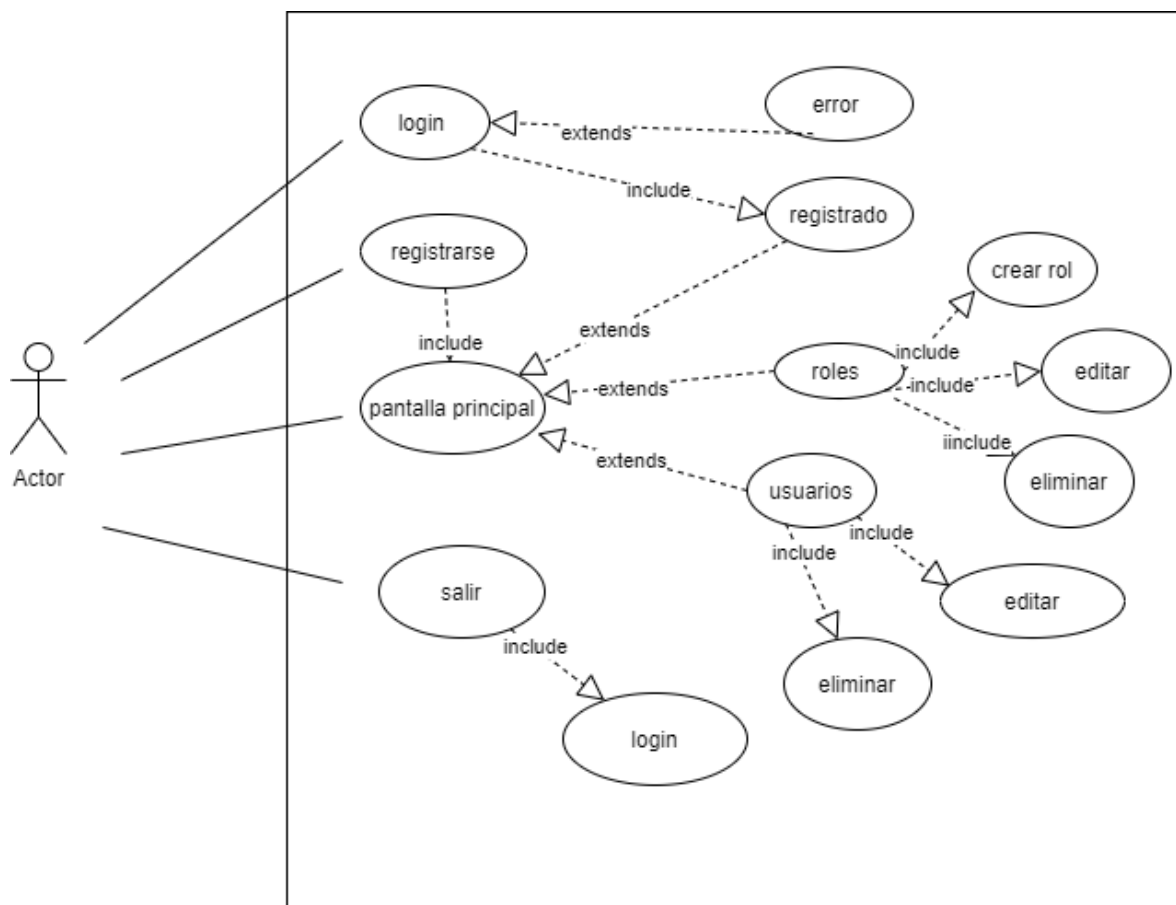 login
error
extends
include
registrado
registrarse
crear rol
extends
include
include
roles
editar
include
extends
pantalla principal
iinclude
extends
Actor
usuarios
eliminar
include
include
salir
editar
include
eliminar
login